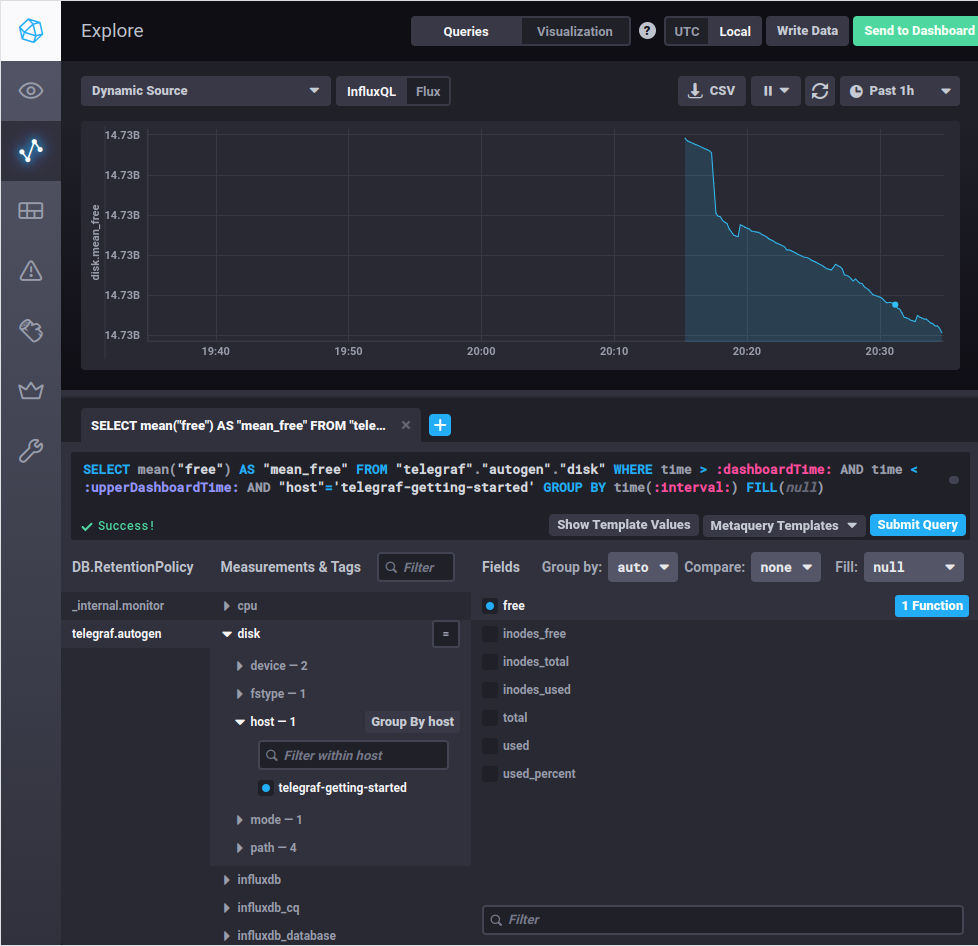 Explore
Queries
Visualization
?
UTC
Local
Write Data
Send to Dashboard
Dynamic Source
InfluxQL
Flux
CSV
Past 1h
disk.mean_free
14.73B
14.73B
14.73B
14.73B
14.73B
14.73B
19:40
19:50
20:00
20:10
20:20
20:30
SELECT mean("free") AS "mean_free" FROM "tele...
SELECT mean("free") AS "mean_free" FROM "telegraf"."autogen"."disk" WHERE time > :dashboardTime: AND time <
:upperDashboardTime: AND "host"='telegraf-getting-started' GROUP BY time(:interval:) FILL(null)
Success!
Show Template Values
Metaquery Templates
Submit Query
DB.RetentionPolicy
Measurements & Tags
Filter
Fields
Group by:
auto
Compare:
none
Fill:
null
_internal.monitor
telegraf.autogen
cpu
disk
=
device — 2
fstype — 1
host — 1
Group By host
Filter within host
telegraf-getting-started
mode — 1
path — 4
influxdb
influxdb_cq
influxdb_database
free
1 Function
inodes_free
inodes_total
inodes_used
total
used
used_percent
Filter